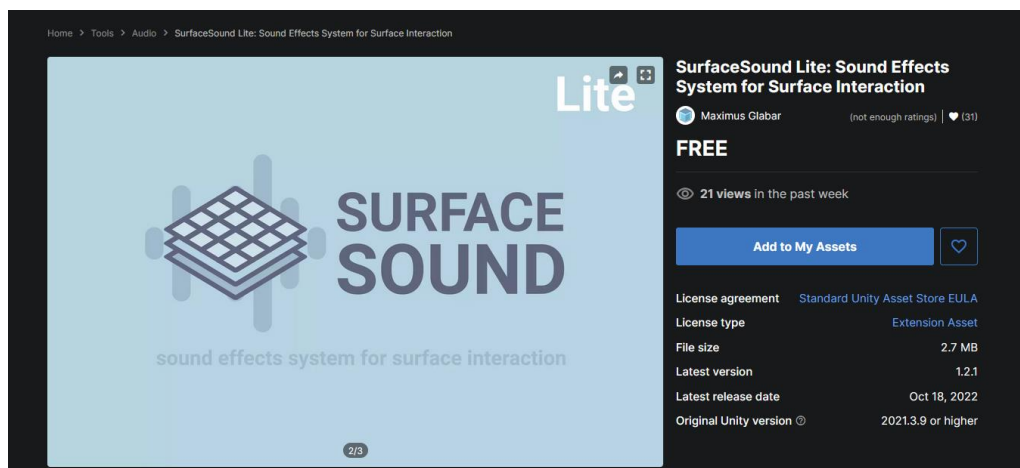 Home > Tools > Audio > SurfaceSound Lite: Sound Effects System for Surface Interaction
Lite
SURFACE
SOUND
sound effects system for surface interaction
2/3
SurfaceSound Lite: Sound Effects
System for Surface Interaction
Maximus Glabar (not enough ratings) | (31)
FREE
21 views in the past week
Add to My Assets
License agreement Standard Unity Asset Store EULA
License type Extension Asset
File size 2.7 MB
Latest version 1.2.1
Latest release date Oct 18, 2022
Original Unity version 2021.3.9 or higher